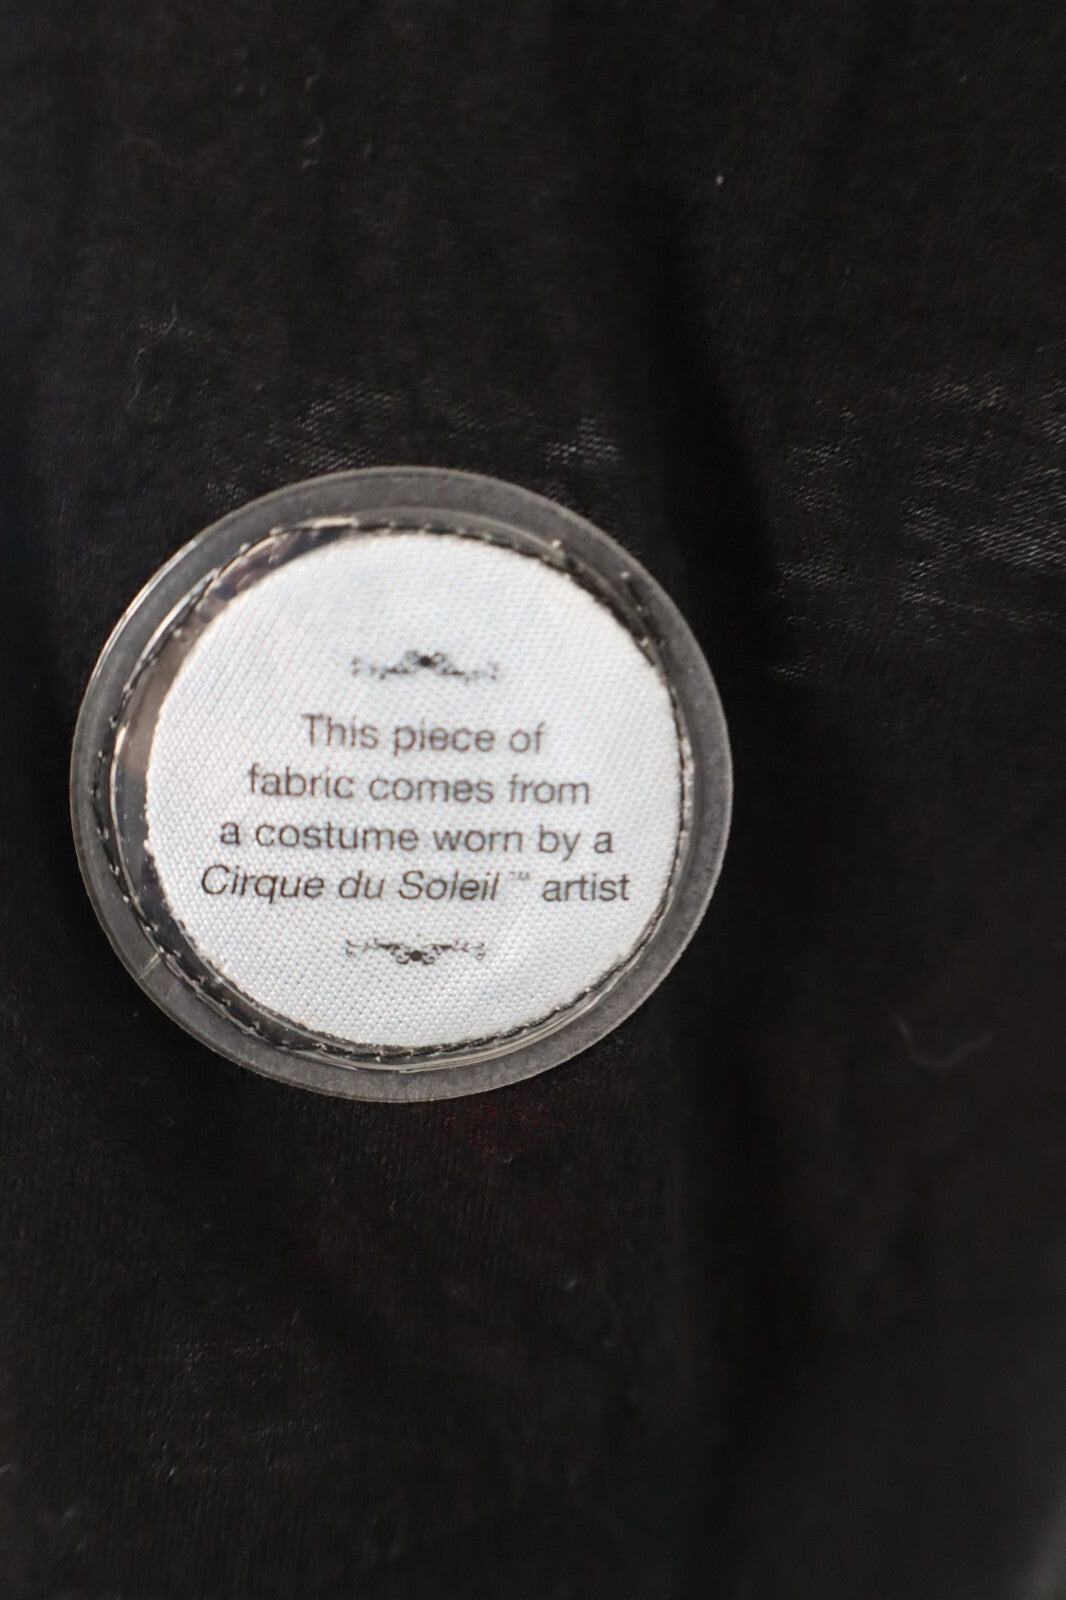 This piece of
fabric comes from
a costume worn by a
Cirque du Soleil™ artist